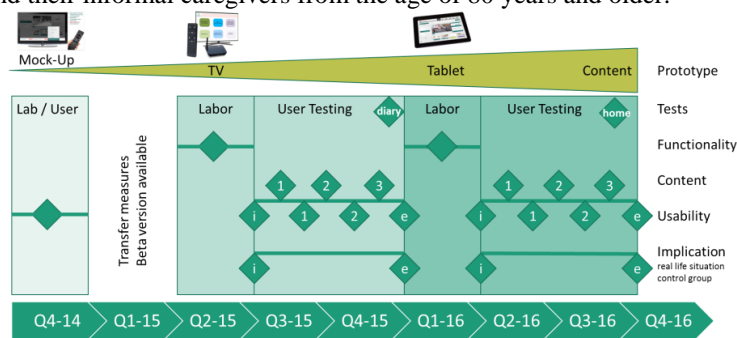 nd their informal caregivers from the age of 60 years and older.
Mock-Up
TV
Tablet
Content
Prototype
Lab / User
Labor
User Testing
diary
Labor
User Testing
home
Tests
Transfer measures
Beta version available
Functionality
1
2
3
1
2
3
Content
i
1
2
e
i
1
2
e
Usability
i
e
i
e
Implication
real life situation
control group
Q4-14
Q1-15
Q2-15
Q3-15
Q4-15
Q1-16
Q2-16
Q3-16
Q4-16